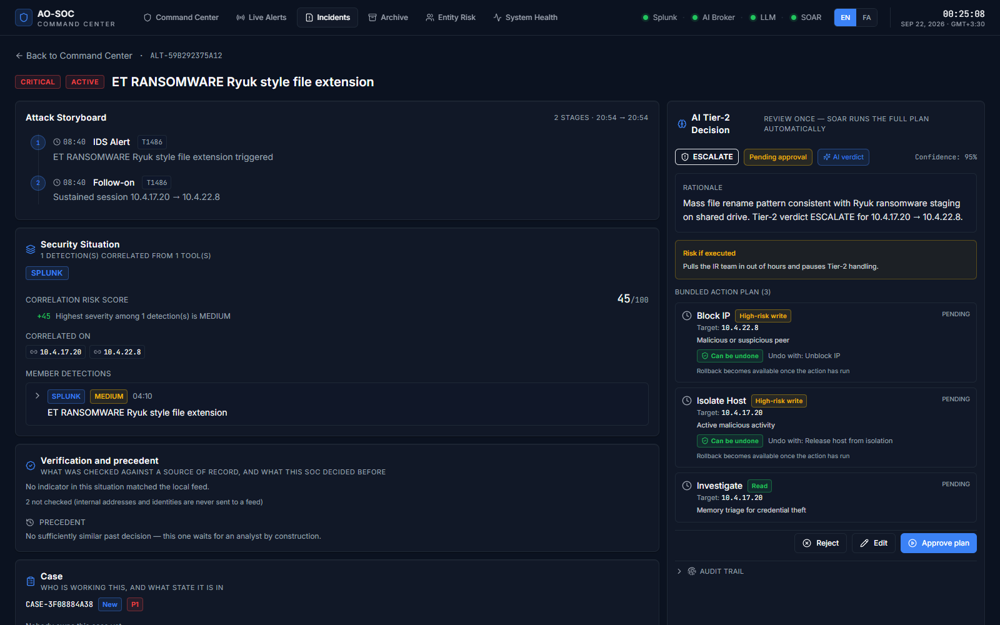 AO-SOC
COMMAND CENTER
Command Center
Live Alerts
Incidents
Archive
Entity Risk
System Health
Splunk
AI Broker
LLM
SOAR
EN
FA
00:25:08
SEP 22, 2026 · GMT+3:30
Back to Command Center · ALT-59B292375A12
CRITICAL
ACTIVE
ET RANSOMWARE Ryuk style file extension
Attack Storyboard
2 STAGES · 20:54 → 20:54
1
08:40 IDS Alert T1486
ET RANSOMWARE Ryuk style file extension triggered
2
08:40 Follow-on T1486
Sustained session 10.4.17.20 → 10.4.22.8
Security Situation
1 DETECTION(S) CORRELATED FROM 1 TOOL(S)
SPLUNK
CORRELATION RISK SCORE
45/100
+45 Highest severity among 1 detection(s) is MEDIUM
CORRELATED ON
10.4.17.20
10.4.22.8
MEMBER DETECTIONS
SPLUNK MEDIUM 04:10
ET RANSOMWARE Ryuk style file extension
Verification and precedent
WHAT WAS CHECKED AGAINST A SOURCE OF RECORD, AND WHAT THIS SOC DECIDED BEFORE
No indicator in this situation matched the local feed.
2 not checked (internal addresses and identities are never sent to a feed)
PRECEDENT
No sufficiently similar past decision — this one waits for an analyst by construction.
Case
WHO IS WORKING THIS, AND WHAT STATE IT IS IN
CASE-3F08884A38 New P1
Nobody owns this case yet
AI Tier-2
Decision
REVIEW ONCE — SOAR RUNS THE FULL PLAN
AUTOMATICALLY
ESCALATE
Pending approval
AI verdict
Confidence: 95%
RATIONALE
Mass file rename pattern consistent with Ryuk ransomware staging
on shared drive. Tier-2 verdict ESCALATE for 10.4.17.20 → 10.4.22.8.
Risk if executed
Pulls the IR team in out of hours and pauses Tier-2 handling.
BUNDLED ACTION PLAN (3)
Block IP High-risk write
PENDING
Target: 10.4.22.8
Malicious or suspicious peer
Can be undone Undo with: Unblock IP
Rollback becomes available once the action has run
Isolate Host High-risk write
PENDING
Target: 10.4.17.20
Active malicious activity
Can be undone Undo with: Release host from isolation
Rollback becomes available once the action has run
Investigate Read
PENDING
Target: 10.4.17.20
Memory triage for credential theft
Reject
Edit
Approve plan
AUDIT TRAIL